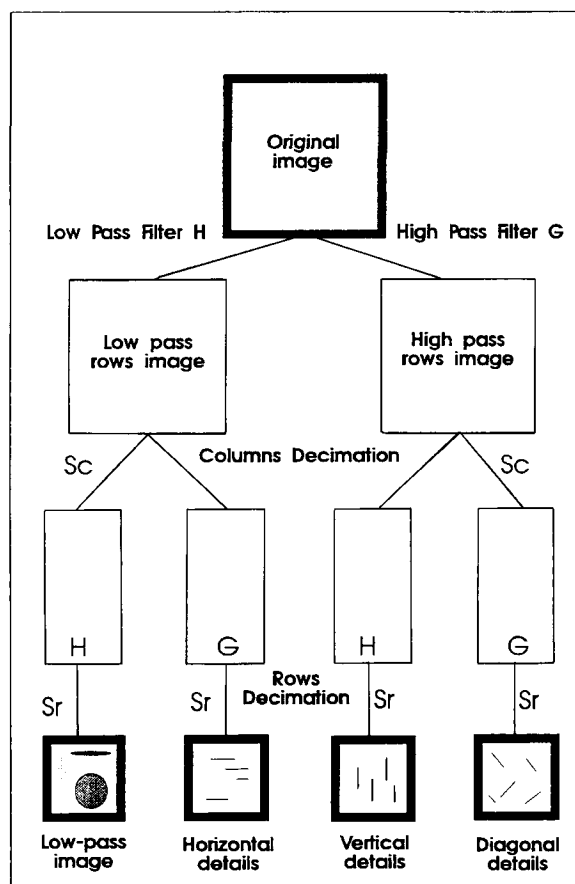 Original
image
Low Pass Filter H
High Pass Filter G
Low pass
rows image
High pass
rows image
Sc
Columns Decimation
Sc
H
G
H
G
Rows
Decimation
Sr
Sr
Sr
Sr
Low-pass
image
Horizontal
details
Vertical
details
Diagonal
details